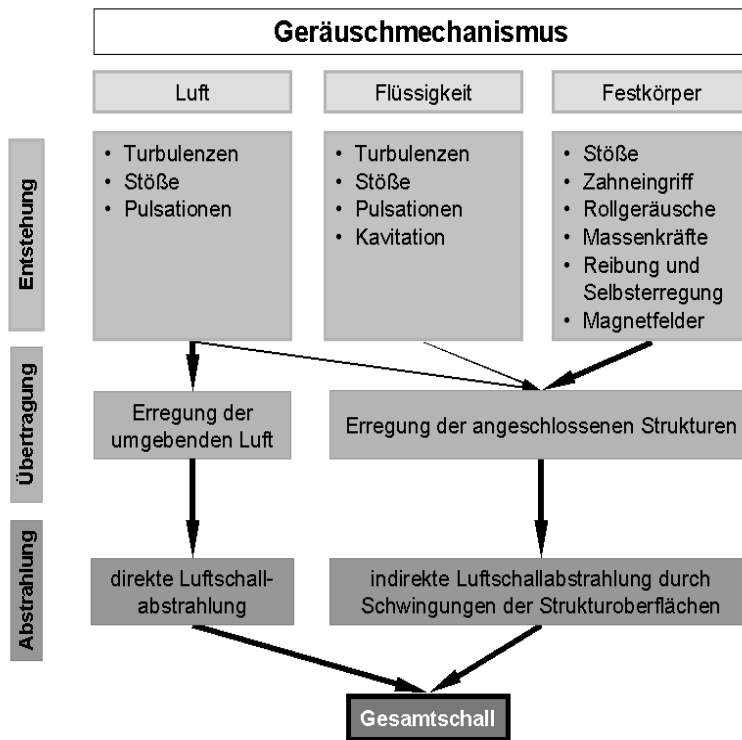 Geräuschmechanismus
Luft
Flüssigkeit
Festkörper
Entstehung
• Turbulenzen
• Stöße
• Pulsationen
• Turbulenzen
• Stöße
• Pulsationen
• Kavitation
• Stöße
• Zahneingriff
• Rollgeräusche
• Massenkräfte
• Reibung und
Selbsterregung
• Magnetfelder
Übertragung
Erregung der
umgebenden Luft
Erregung der angeschlossenen Strukturen
Abstrahlung
direkte Luftschall-
abstrahlung
indirekte Luftschallabstrahlung durch
Schwingungen der Strukturoberflächen
Gesamtschall